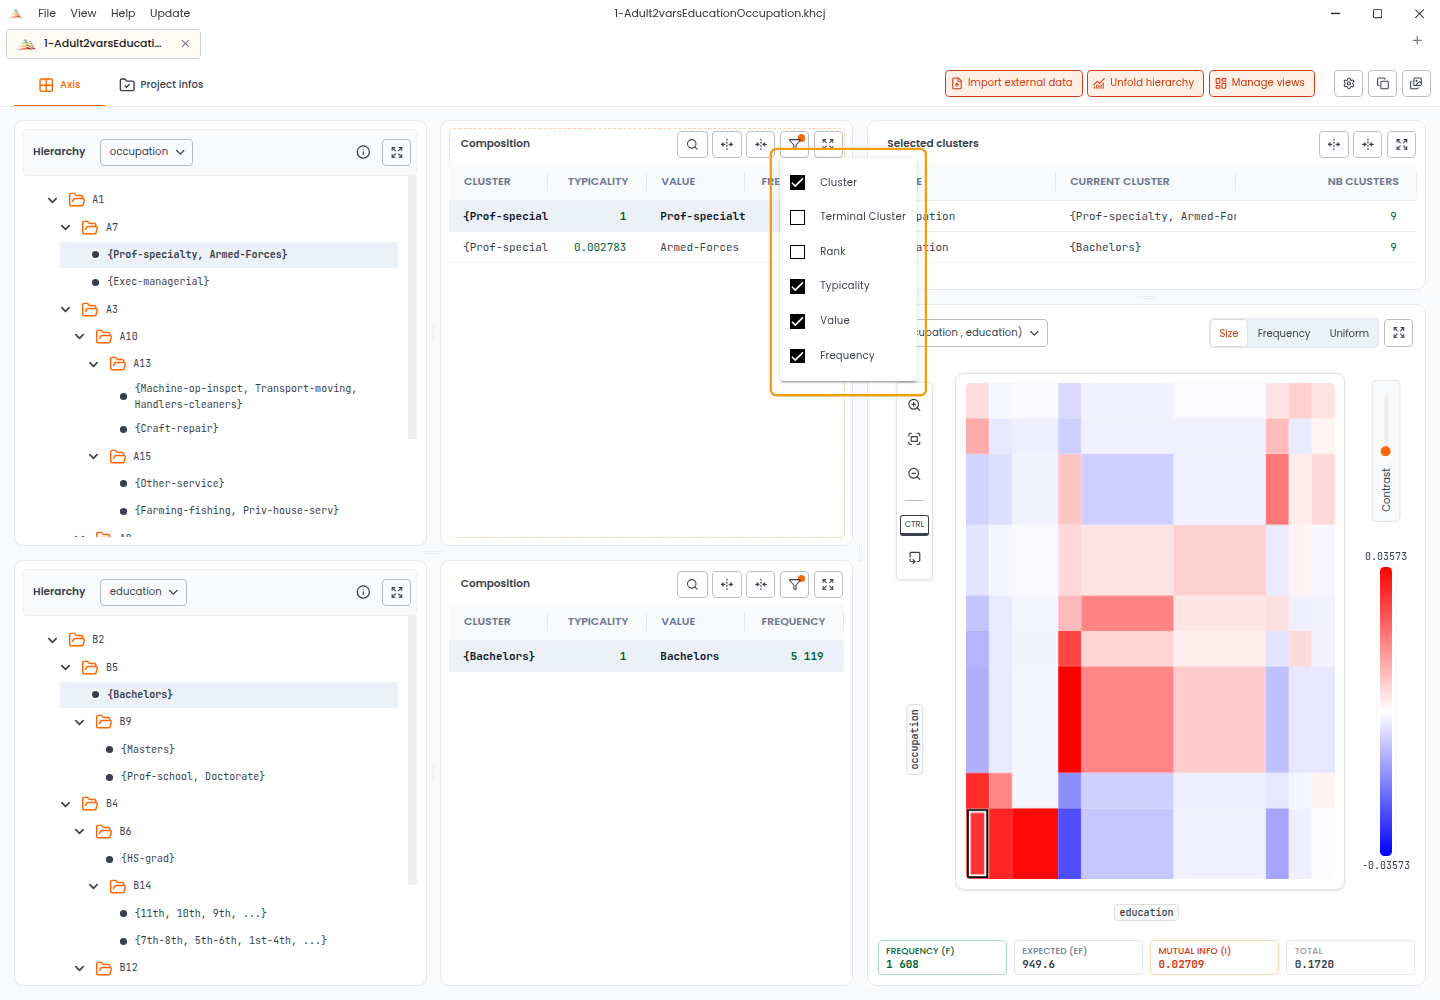 File View Help Update
1-Adult2varsEducationOccupation.khcj
1-Adult2varsEducati...
Axis
Project infos
Import external data
Unfold hierarchy
Manage views
Hierarchy
occupation
A1
A7
{Prof-specialty, Armed-Forces}
{Exec-managerial}
A3
A10
A13
{Machine-op-inspct, Transport-moving,
Handlers-cleaners}
{Craft-repair}
A15
{Other-service}
{Farming-fishing, Priv-house-serv}
Composition
CLUSTER TYPICALITY VALUE FRE
{Prof-special 1 Prof-specialt
{Prof-special 0.002783 Armed-Forces
Cluster
Terminal Cluster
Rank
Typicality
Value
Frequency
Selected clusters
E CURRENT CLUSTER NB CLUSTERS
pation {Prof-specialty, Armed-For 9
ation {Bachelors} 9
Hierarchy
education
B2
B5
{Bachelors}
B9
{Masters}
{Prof-school, Doctorate}
B4
B6
{HS-grad}
B14
{11th, 10th, 9th, ...}
{7th-8th, 5th-6th, 1st-4th, ...}
B12
Composition
CLUSTER TYPICALITY VALUE FREQUENCY
{Bachelors} 1 Bachelors 5 119
cupation , education)
Size Frequency Uniform
CTRL
Contrast
0.03573
-0.03573
occupation
education
FREQUENCY (F)
1 608
EXPECTED (EF)
949.6
MUTUAL INFO (I)
0.02709
TOTAL
0.1720